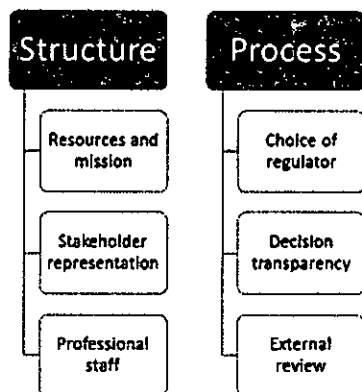 Structure
Resources and
mission
Stakeholder
representation
Professional
staff
Process
Choice of
regulator
Decision
transparency
External
review